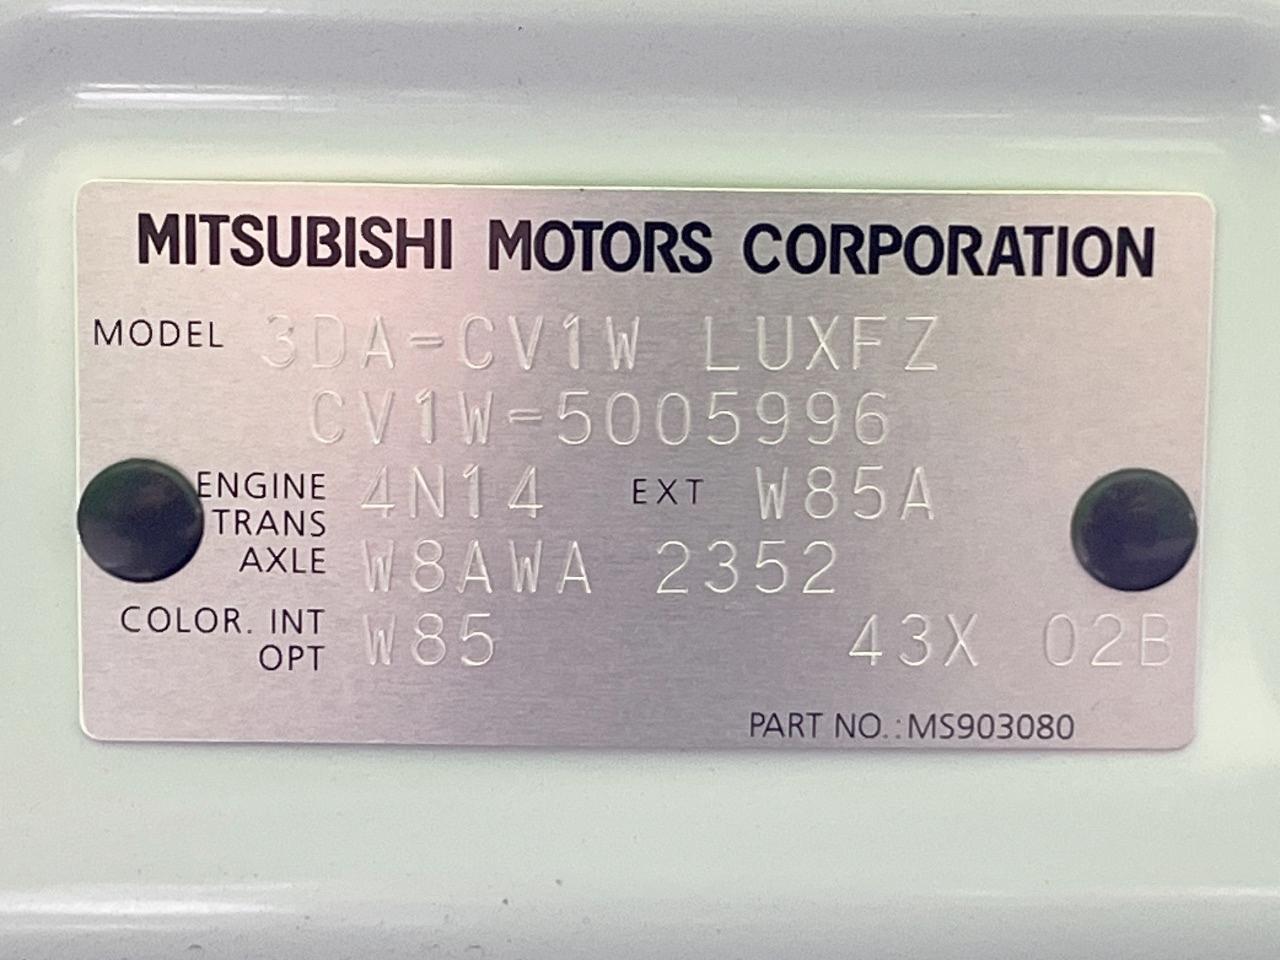 MITSUBISHI MOTORS CORPORATION
MODEL 3DA-CV1W LUXFZ
CV1W-5005996
ENGINE 4N14 EXT W85A
TRANS
AXLE W8AWA 2352
COLOR. INT W85 43X 02B
OPT
PART NO.:MS903080